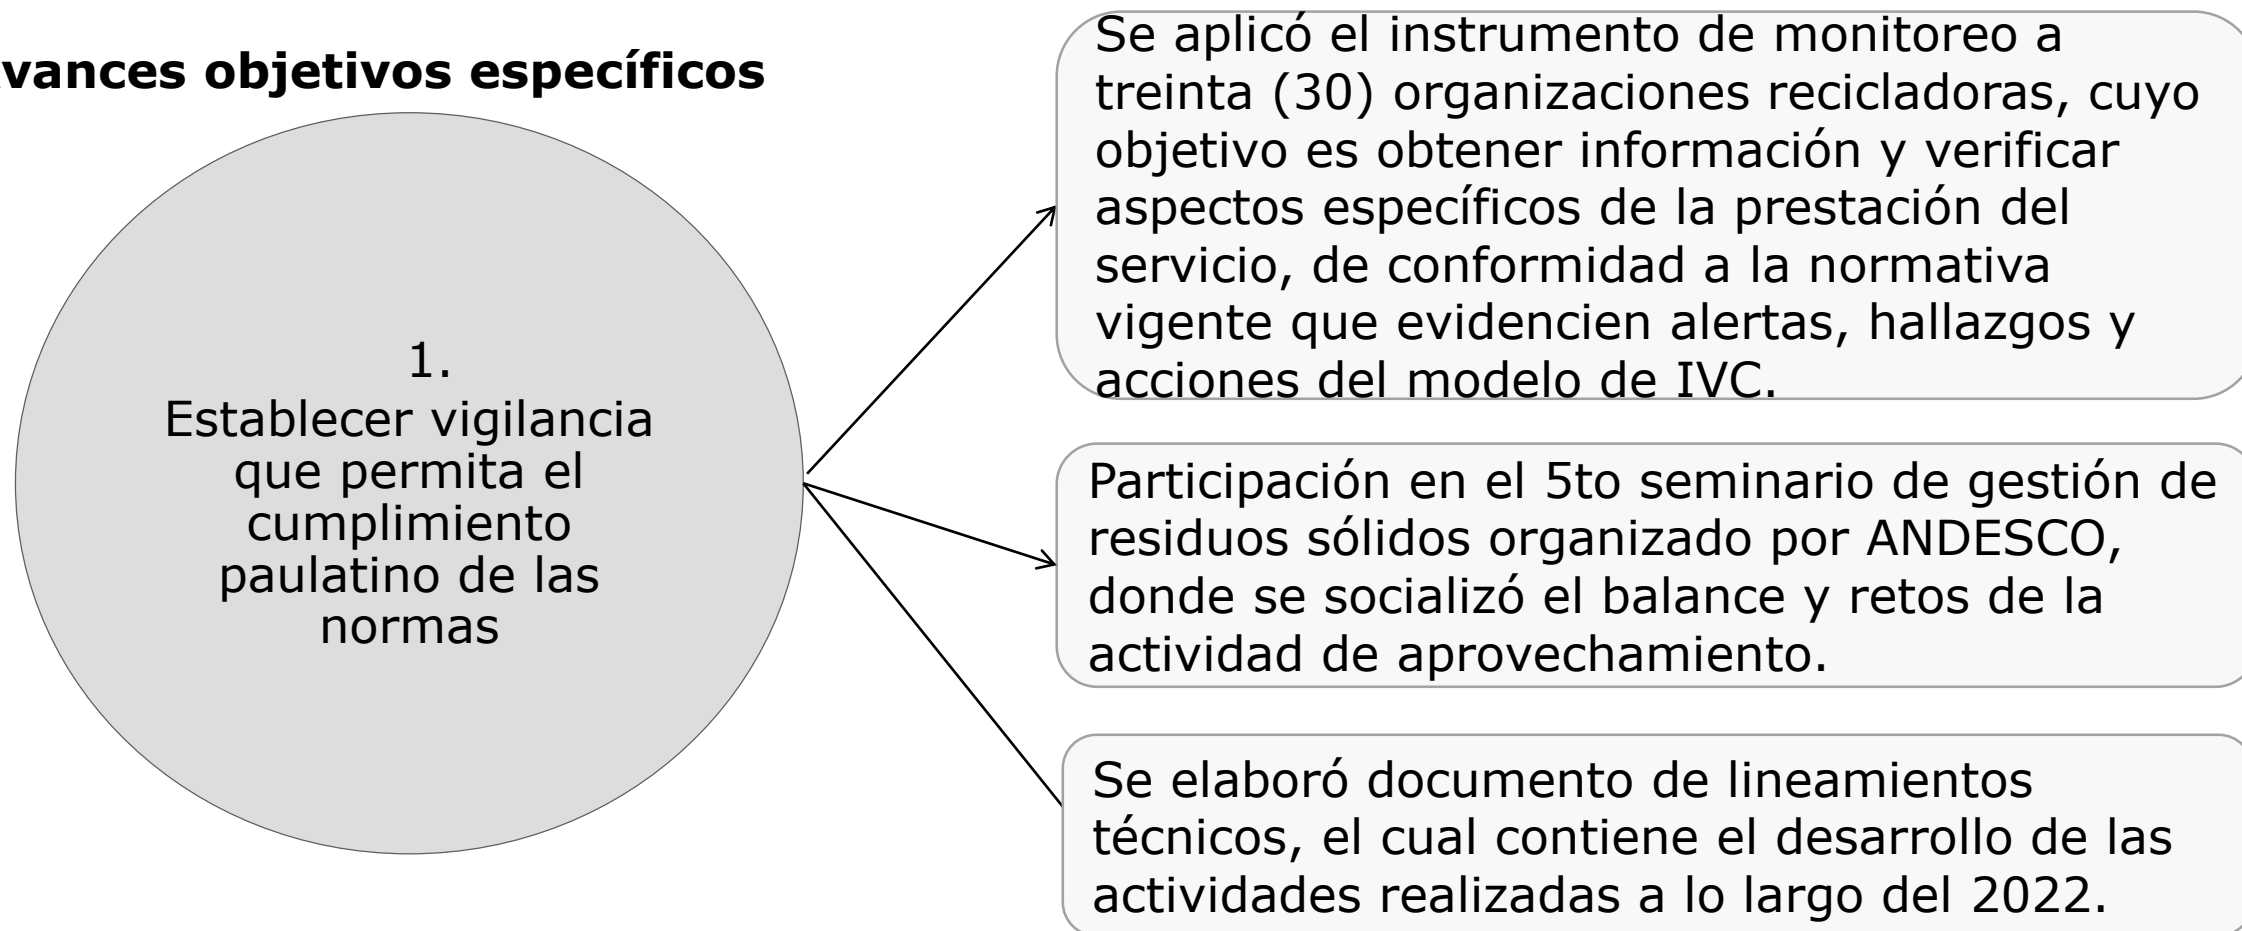 vances objetivos específicos
1.
Establecer vigilancia
que permita el
cumplimiento
paulatino de las
normas
Se aplicó el instrumento de monitoreo a
treinta (30) organizaciones recicladoras, cuyo
objetivo es obtener información y verificar
aspectos específicos de la prestación del
servicio, de conformidad a la normativa
vigente que evidencien alertas, hallazgos y
acciones del modelo de IVC.
Participación en el 5to seminario de gestión de
residuos sólidos organizado por ANDESCO,
donde se socializó el balance y retos de la
actividad de aprovechamiento.
Se elaboró documento de lineamientos
técnicos, el cual contiene el desarrollo de las
actividades realizadas a lo largo del 2022.